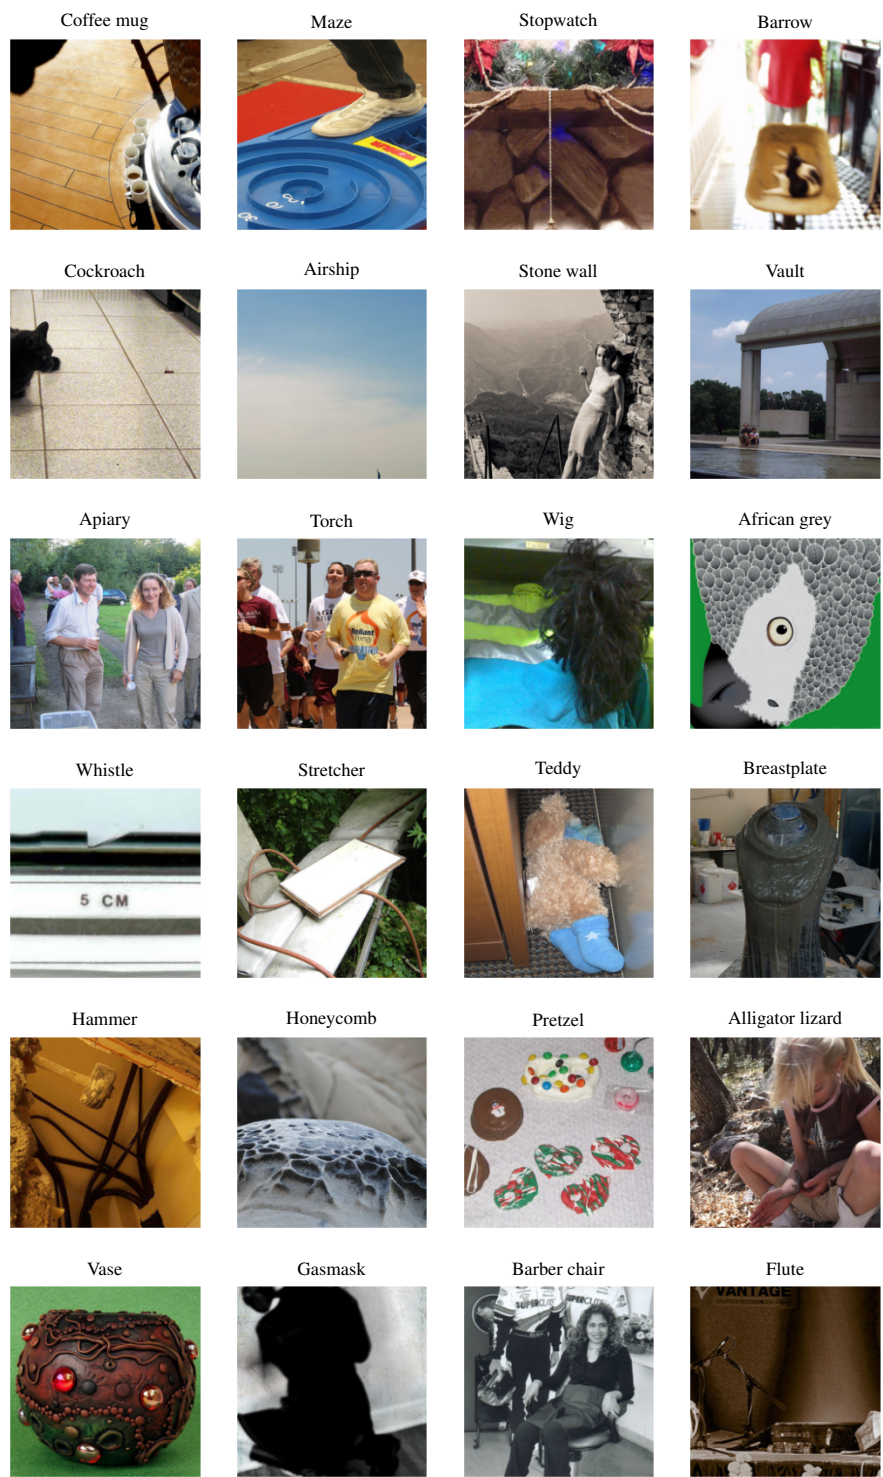 Coffee mug
Maze
Stopwatch
Barrow
Cockroach
Airship
Stone wall
Vault
Apiary
Torch
Wig
African grey
Whistle
Stretcher
Teddy
Breastplate
5 CM
Hammer
Honeycomb
Pretzel
Alligator lizard
Vase
Gasmask
Barber chair
Flute
SUPERCUTS
VANTAGE